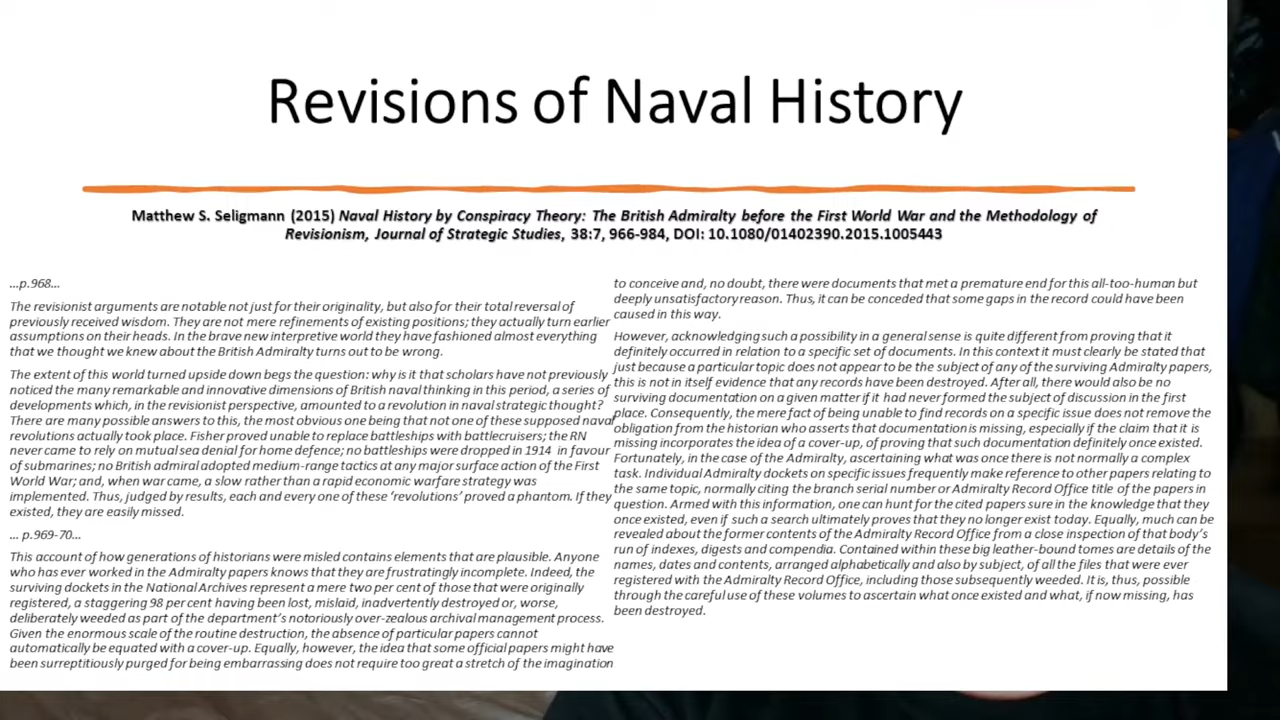 Revisions of Naval History
Matthew S. Seligmann (2015) Naval History by Conspiracy Theory: The British Admiralty before the First World War and the Methodology of
Revisionism, Journal of Strategic Studies, 38:7, 966-984, DOI: 10.1080/01402390.2015.1005443
...p.968...
The revisionist arguments are notable not just for their originality, but also for their total reversal of
previously received wisdom. They are not mere refinements of existing positions; they actually turn earlier
assumptions on their heads. In the brave new interpretive world they have fashioned almost everything
that we thought we knew about the British Admiralty turns out to be wrong.
The extent of this world turned upside down begs the question: why is it that scholars have not previously
noticed the many remarkable and innovative dimensions of British naval thinking in this period, a series of
developments which, in the revisionist perspective, amounted to a revolution in naval strategic thought?
There are many possible answers to this, the most obvious one being that not one of these supposed naval
revolutions actually took place. Fisher proved unable to replace battleships with battlecruisers; the RN
never came to rely on mutual sea denial for home defence; no battleships were dropped in 1914 in favour
of submarines; no British admiral adopted medium-range tactics at any major surface action of the First
World War; and, when war came, a slow rather than a rapid economic warfare strategy was
implemented. Thus, judged by results, each and every one of these 'revolutions' proved a phantom. If they
existed, they are easily missed.
... p.969-70...
This account of how generations of historians were misled contains elements that are plausible. Anyone
who has ever worked in the Admiralty papers knows that they are frustratingly incomplete. Indeed, the
surviving dockets in the National Archives represent a mere two per cent of those that were originally
registered, a staggering 98 per cent having been lost, mislaid, inadvertently destroyed or, worse,
deliberately weeded as part of the department's notoriously over-zealous archival management process.
Given the enormous scale of the routine destruction, the absence of particular papers cannot
automatically be equated with a cover-up. Equally, however, the idea that some official papers might have
been surreptitiously purged for being embarrassing does not require too great a stretch of the imagination
to conceive and, no doubt, there were documents that met a premature end for this all-too-human but
deeply unsatisfactory reason. Thus, it can be conceded that some gaps in the record could have been
caused in this way.
However, acknowledging such a possibility in a general sense is quite different from proving that it
definitely occurred in relation to a specific set of documents. In this context it must clearly be stated that
just because a particular topic does not appear to be the subject of any of the surviving Admiralty papers,
this is not in itself evidence that any records have been destroyed. After all, there would also be no
surviving documentation on a given matter if it had never formed the subject of discussion in the first
place. Consequently, the mere fact of being unable to find records on a specific issue does not remove the
obligation from the historian who asserts that documentation is missing, especially if the claim that it is
missing incorporates the idea of a cover-up, of proving that such documentation definitely once existed.
Fortunately, in the case of the Admiralty, ascertaining what was once there is not normally a complex
task. Individual Admiralty dockets on specific issues frequently make reference to other papers relating to
the same topic, normally citing the branch serial number or Admiralty Record Office title of the papers in
question. Armed with this information, one can hunt for the cited papers sure in the knowledge that they
once existed, even if such a search ultimately proves that they no longer exist today. Equally, much can be
revealed about the former contents of the Admiralty Record Office from a close inspection of that body's
run of indexes, digests and compendia. Contained within these big leather-bound tomes are details of the
names, dates and contents, arranged alphabetically and also by subject, of all the files that were ever
registered with the Admiralty Record Office, including those subsequently weeded. It is, thus, possible
through the careful use of these volumes to ascertain what once existed and what, if now missing, has
been destroyed.